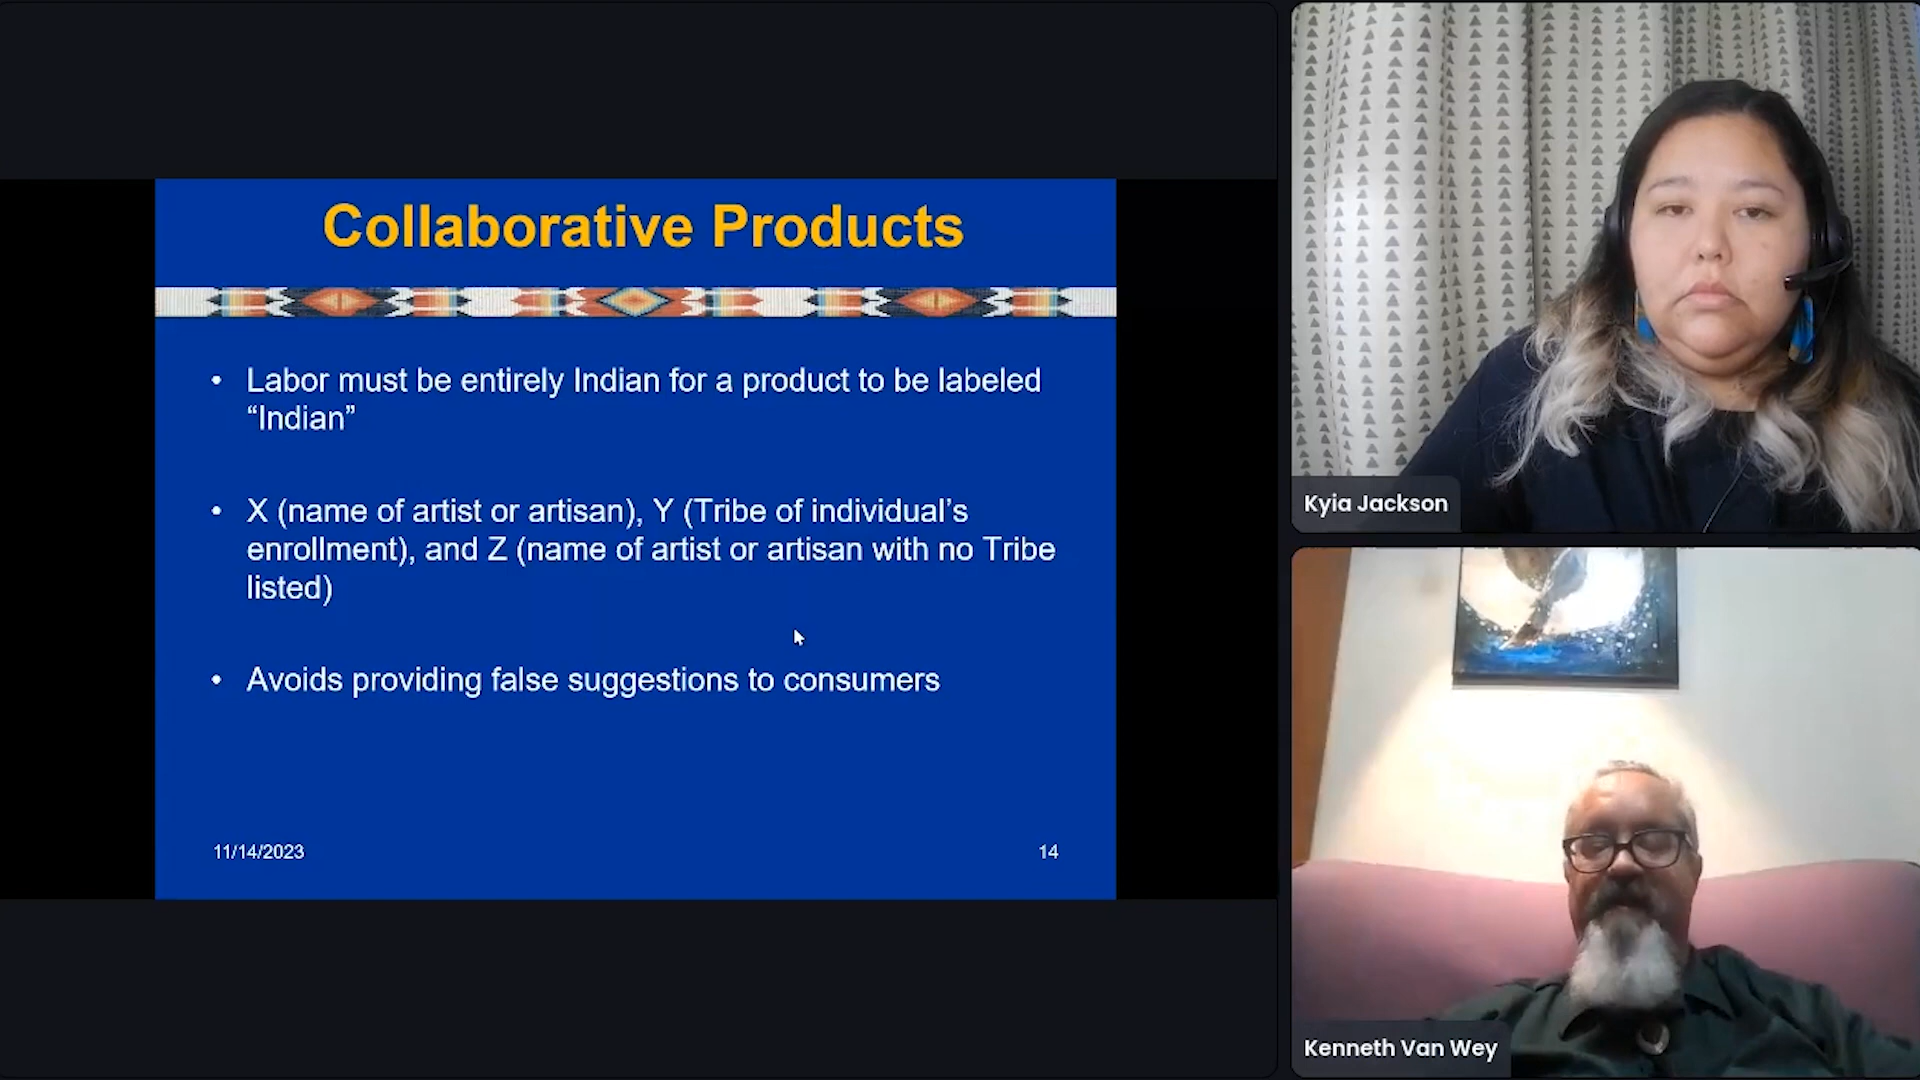 Collaborative Products
• Labor must be entirely Indian for a product to be labeled
“Indian”
• X (name of artist or artisan), Y (Tribe of individual’s
enrollment), and Z (name of artist or artisan with no Tribe
listed)
• Avoids providing false suggestions to consumers
11/14/2023
14
Kyia Jackson
Kenneth Van Wey